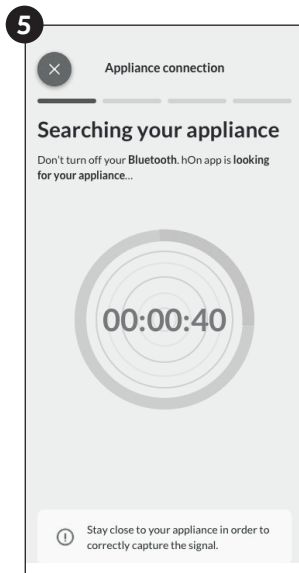 5
Appliance connection
Searching your appliance
Don't turn off your Bluetooth. hOn app is looking
for your appliance...
00:00:40
Stay close to your appliance in order to
correctly capture the signal.